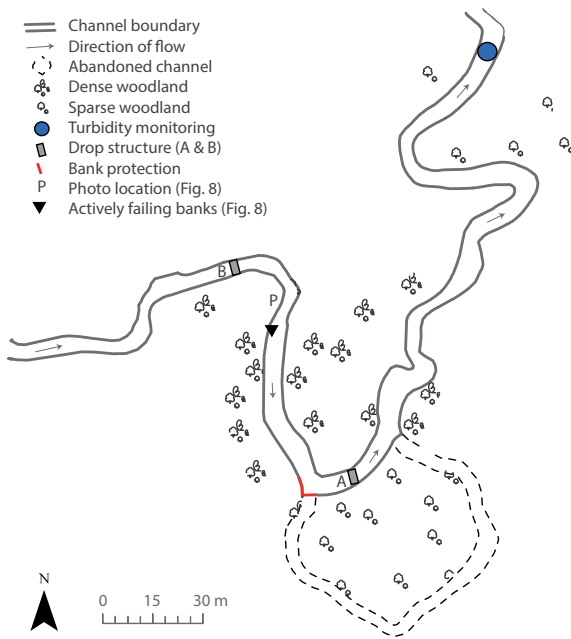 Channel boundary
Direction of flow
Abandoned channel
Dense woodland
Sparse woodland
Turbidity monitoring
Drop structure (A & B)
Bank protection
P Photo location (Fig. 8)
Actively failing banks (Fig. 8)
B
P
A
N
0 15 30 m